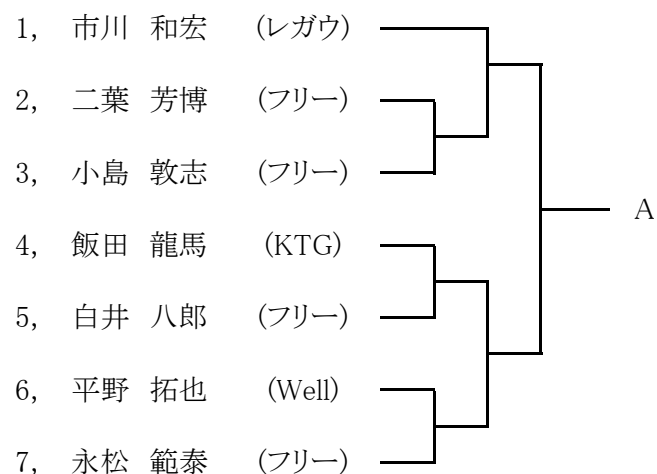 1, 市川 和宏 (レガウ)
2, 二葉 芳博 (フリー)
3, 小島 敦志 (フリー)
4, 飯田 龍馬 (KTG)
5, 白井 八郎 (フリー)
6, 平野 拓也 (Well)
7, 永松 範泰 (フリー)
A